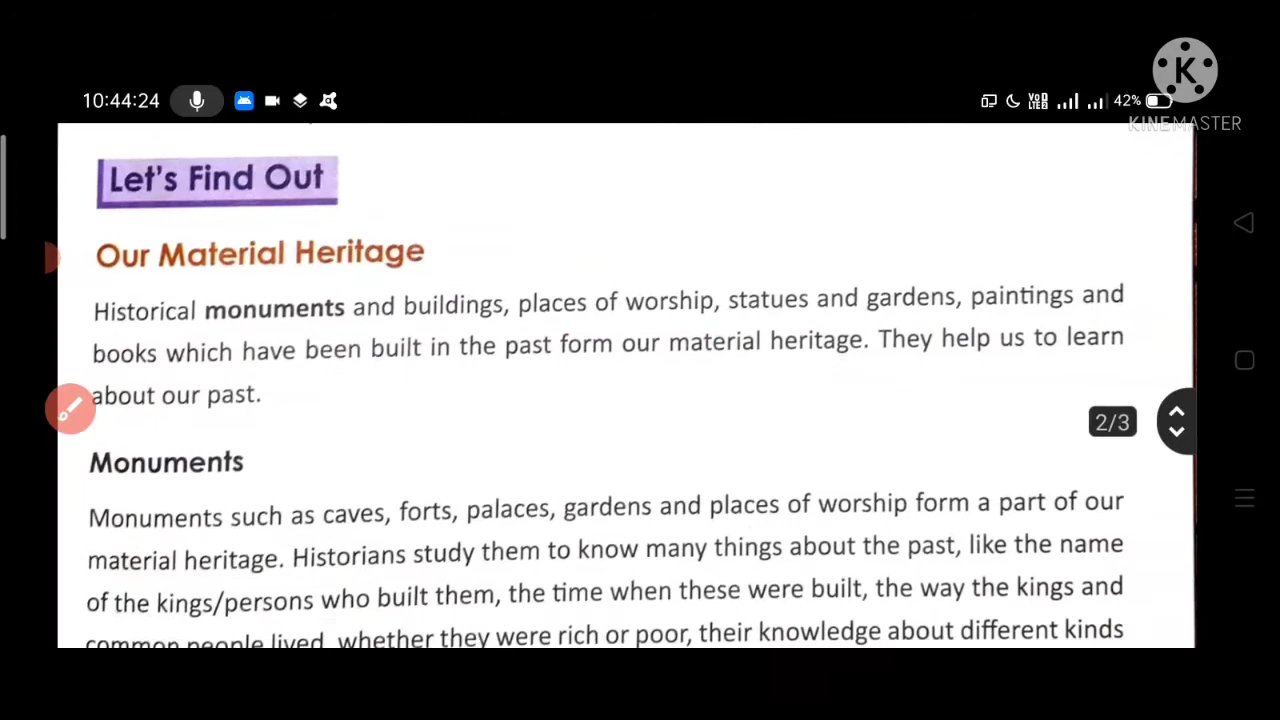 10:44:24
VoD LTE2 42%
K
KINEMASTER
Let's Find Out
Our Material Heritage
Historical monuments and buildings, places of worship, statues and gardens, paintings and
books which have been built in the past form our material heritage. They help us to learn
about our past.
2/3
Monuments
Monuments such as caves, forts, palaces, gardens and places of worship form a part of our
material heritage. Historians study them to know many things about the past, like the name
of the kings/persons who built them, the time when these were built, the way the kings and
common people lived, whether they were rich or poor, their knowledge about different kinds